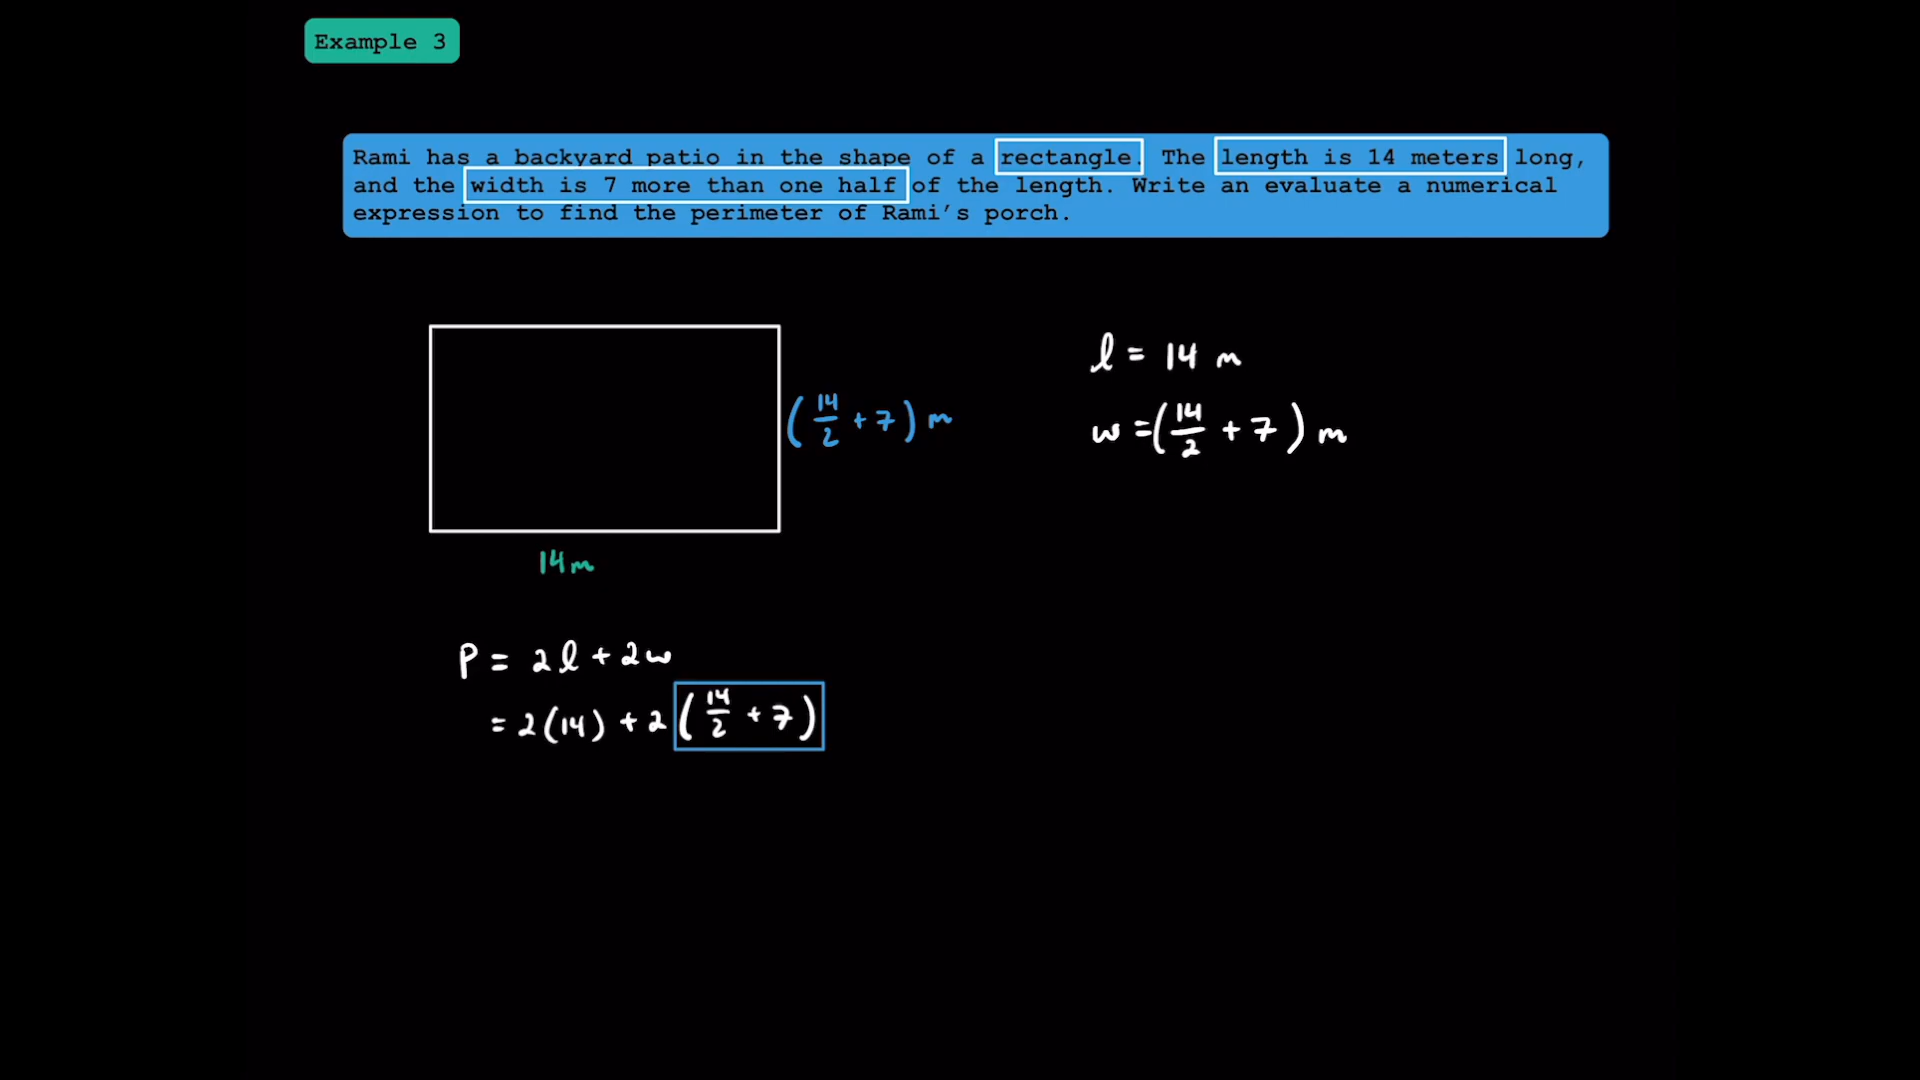 Example 3
Rami has a backyard patio in the shape of a rectangle. The length is 14 meters long,
and the width is 7 more than one half of the length. Write an evaluate a numerical
expression to find the perimeter of Rami's porch.
l = 14 m
(14/2 + 7) m
w = (14/2 + 7) m
14 m
P = 2l + 2w
= 2(14) + 2(14/2 + 7)